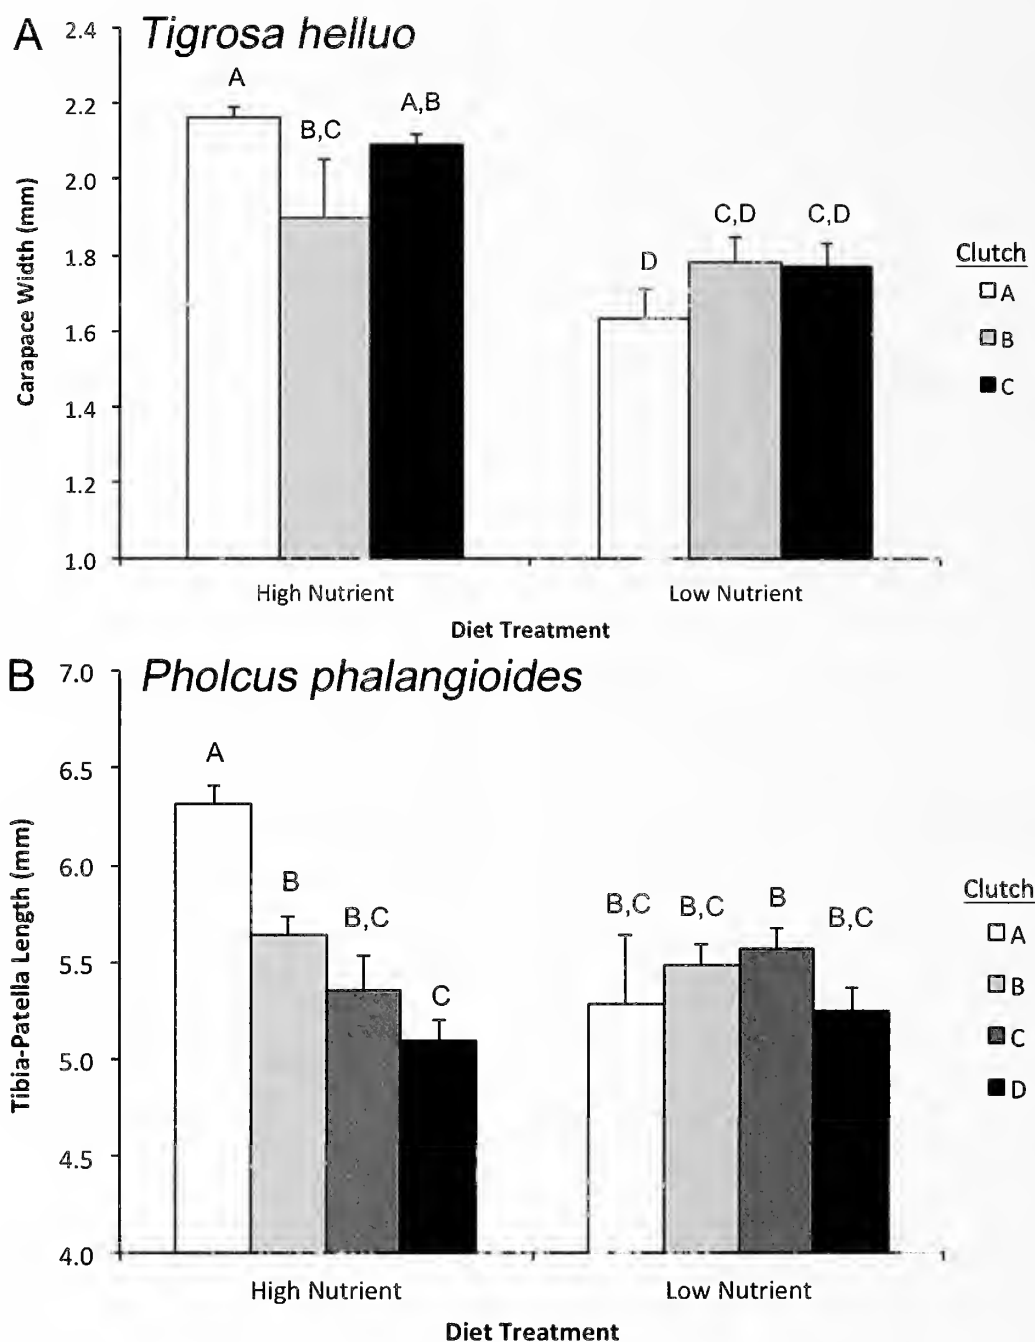 A Tigrosa helluo
2.4
2.2
2.0
1.8
1.6
1.4
1.2
1.0
Carapace Width (mm)
A
B,C
A,B
D
C,D
C,D
Clutch
A
B
C
High Nutrient
Low Nutrient
Diet Treatment
B Pholcus phalangioides
7.0
6.5
6.0
5.5
5.0
4.5
4.0
Tibia-Patella Length (mm)
A
B
B,C
C
B,C
B,C
B
B,C
Clutch
A
B
C
D
High Nutrient
Low Nutrient
Diet Treatment